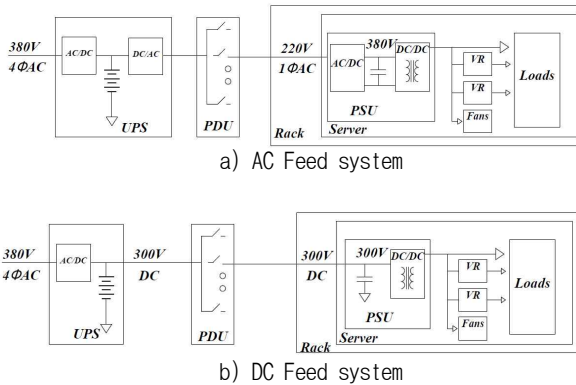 380V
4ΦAC
AC/DC
DC/AC
UPS
PDU
220V
1ΦAC
AC/DC
380V
DC/DC
PSU
VR
VR
Fans
Loads
Server
Rack
a) AC Feed system
380V
4ΦAC
AC/DC
UPS
300V
DC
PDU
300V
DC
300V
DC/DC
PSU
VR
VR
Fans
Loads
Server
Rack
b) DC Feed system